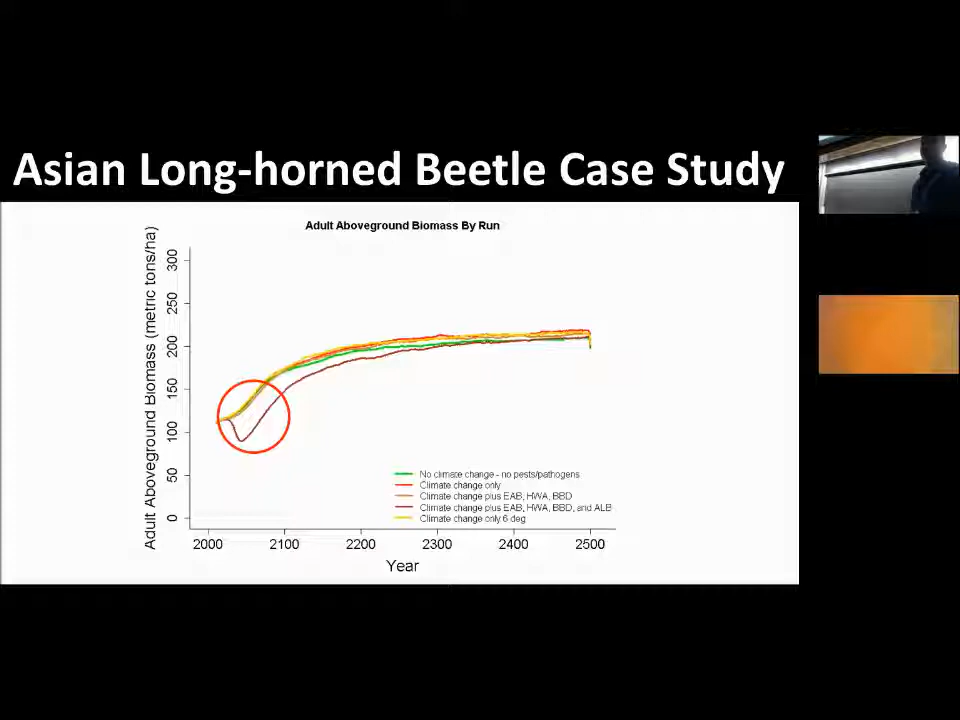 Asian Long-horned Beetle Case Study
Adult Aboveground Biomass By Run
Adult Aboveground Biomass (metric tons/ha)
300
250
200
150
100
50
0
No climate change - no pests/pathogens
Climate change only
Climate change plus EAB, HWA, BBD
Climate change plus EAB, HWA, BBD, and ALB
Climate change only 6 deg
2000 2100 2200 2300 2400 2500
Year